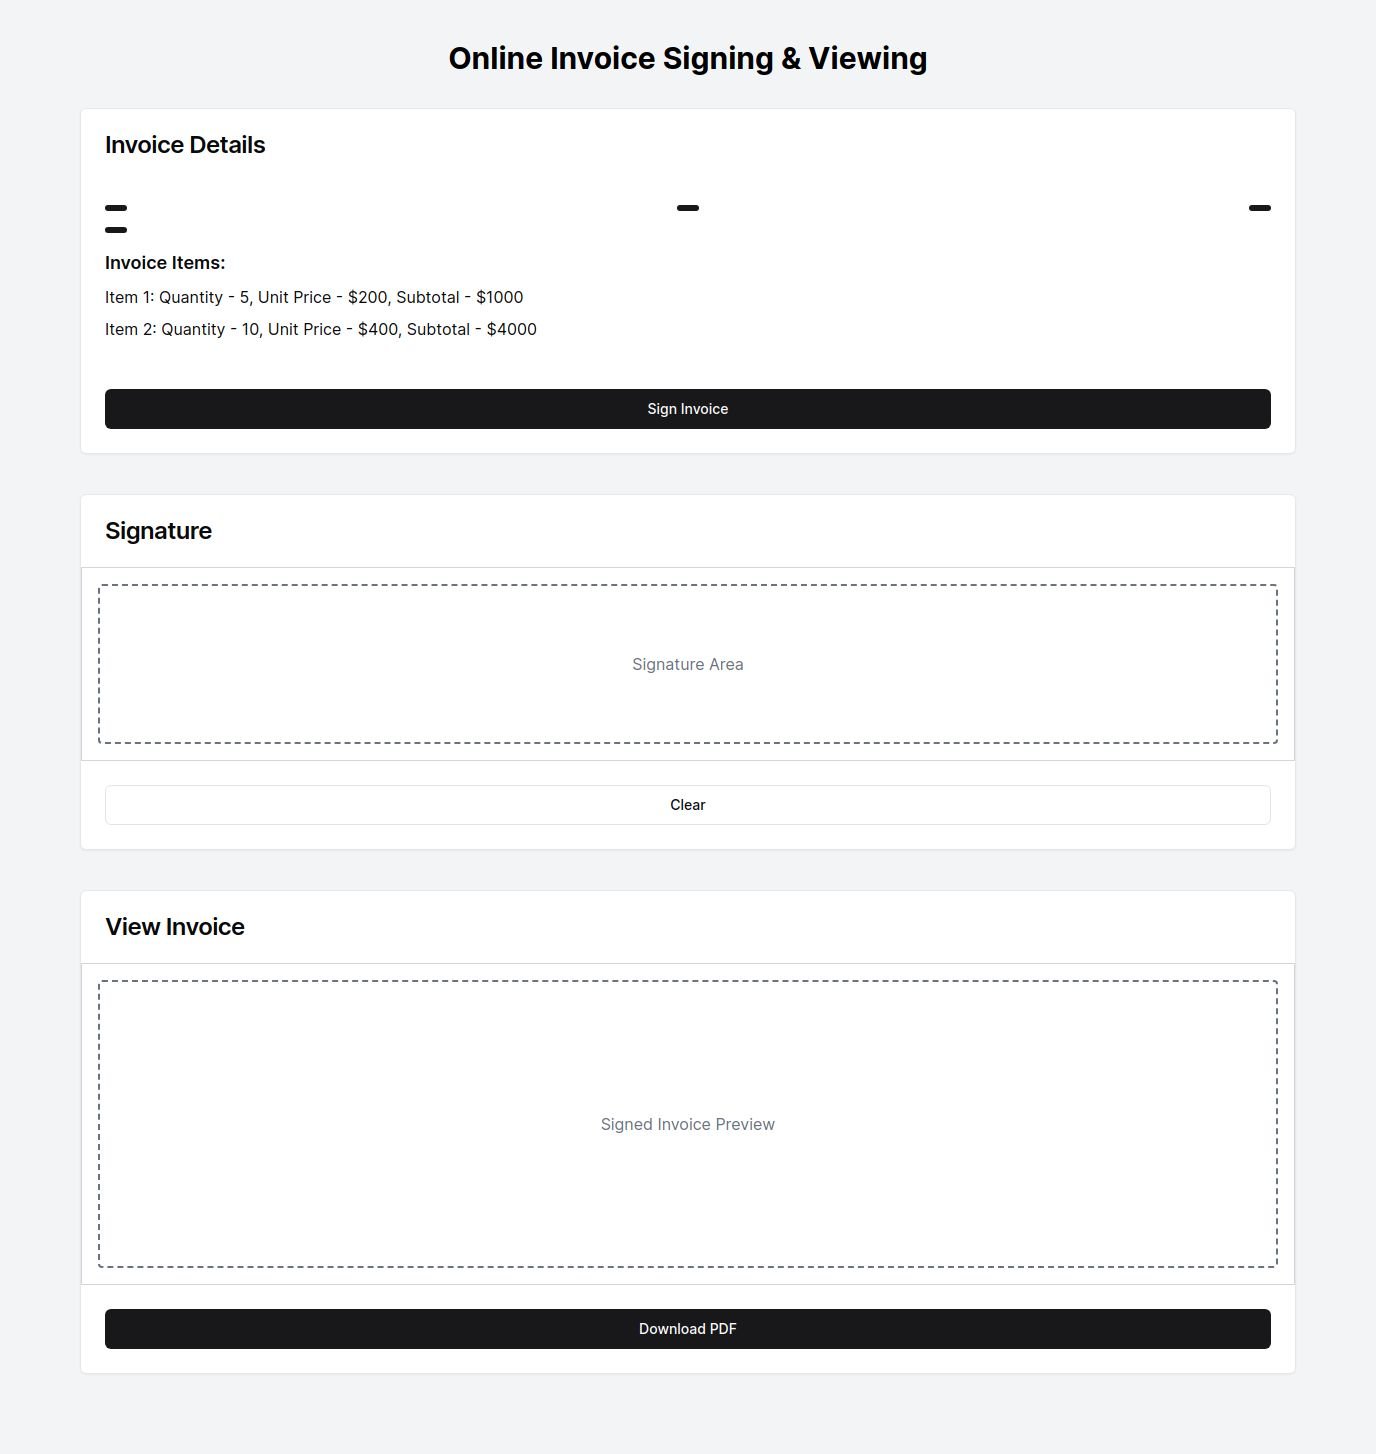 Online Invoice Signing & Viewing
Invoice Details
Invoice Items:
Item 1: Quantity - 5, Unit Price - $200, Subtotal - $1000
Item 2: Quantity - 10, Unit Price - $400, Subtotal - $4000
Sign Invoice
Signature
Signature Area
Clear
View Invoice
Signed Invoice Preview
Download PDF